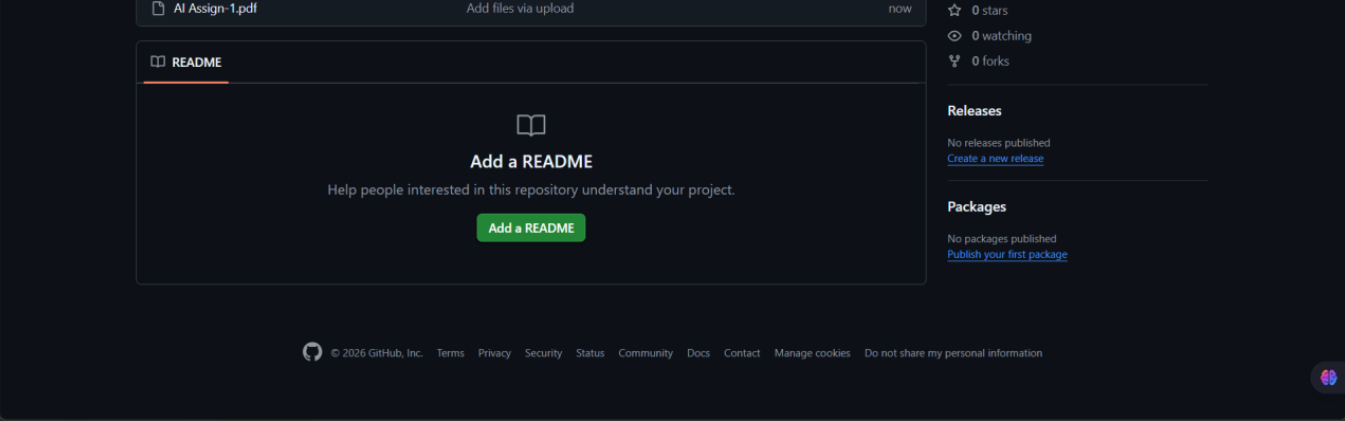 AI Assign-1.pdf Add files via upload now
README
Add a README
Help people interested in this repository understand your project.
Add a README
0 stars
0 watching
0 forks
Releases
No releases published
Create a new release
Packages
No packages published
Publish your first package
© 2026 GitHub, Inc. Terms Privacy Security Status Community Docs Contact Manage cookies Do not share my personal information